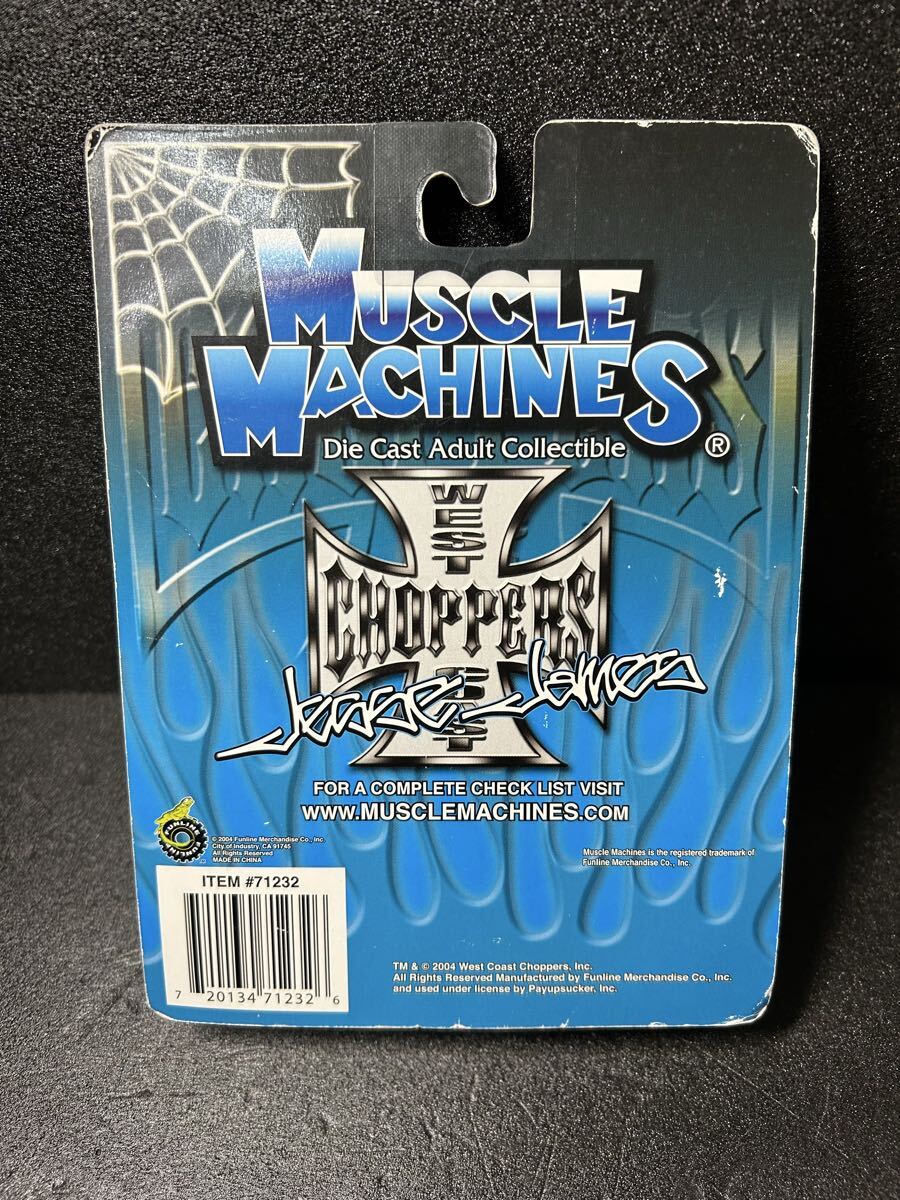 MUSCLE
MACHINES®
Die Cast Adult Collectible
WEST
CHOPPERS
COAST
Jesse James
FOR A COMPLETE CHECK LIST VISIT
WWW.MUSCLEMACHINES.COM
FUNLINE
© 2004 Funline Merchandise Co., Inc.
City of Industry, CA 91745
All Rights Reserved
MADE IN CHINA
Muscle Machines is the registered trademark of
Funline Merchandise Co., Inc.
ITEM #71232
7 20134 71232 6
TM & © 2004 West Coast Choppers, Inc.
All Rights Reserved Manufactured by Funline Merchandise Co., Inc.
and used under license by Payupsucker, Inc.